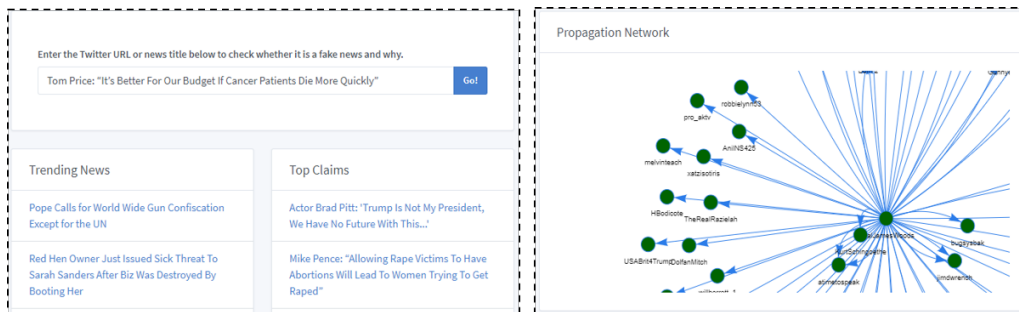 Enter the Twitter URL or news title below to check whether it is a fake news and why.
Tom Price: "It's Better For Our Budget If Cancer Patients Die More Quickly"
Go!
Trending News
Pope Calls for World Wide Gun Confiscation
Except for the UN
Red Hen Owner Just Issued Sick Threat To
Sarah Sanders After Biz Was Destroyed By
Booting Her
Top Claims
Actor Brad Pitt: 'Trump Is Not My President,
We Have No Future With This...'
Mike Pence: "Allowing Rape Victims To Have
Abortions Will Lead To Women Trying To Get
Raped"
Propagation Network
robbielynn53
pro_aktv
AniINS425
melvinteach
xatzisotiris
HBodicote
TheRealRazielah
USABrit4Trump
DolfanMitch
bugsysbak
jimdwrench
atimetospeak